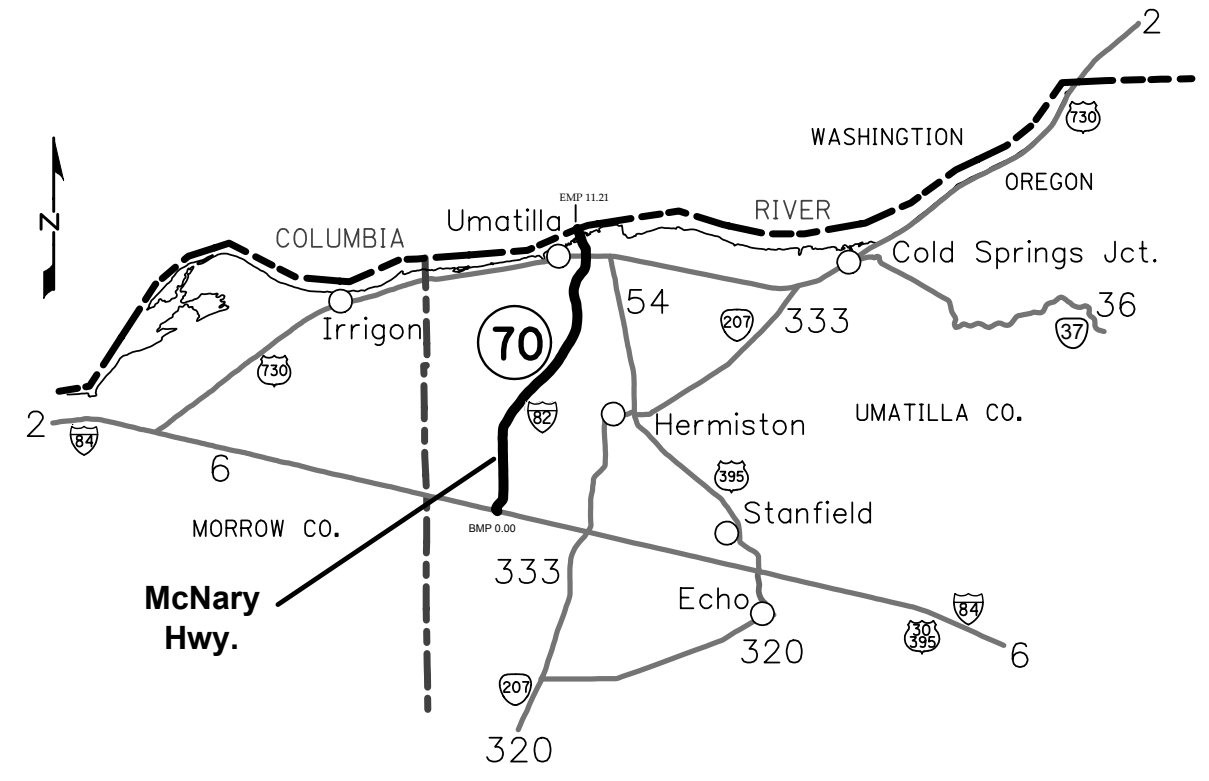 2
730
WASHINGTION
OREGON
N
EMP 11.21
Umatilla
RIVER
COLUMBIA
Cold Springs Jct.
54
207
333
36
37
Irrigon
70
730
82
2
84
6
Hermiston
UMATILLA CO.
395
Stanfield
MORROW CO.
BMP 0.00
333
McNary
Hwy.
Echo
84
30
395
320
6
207
320